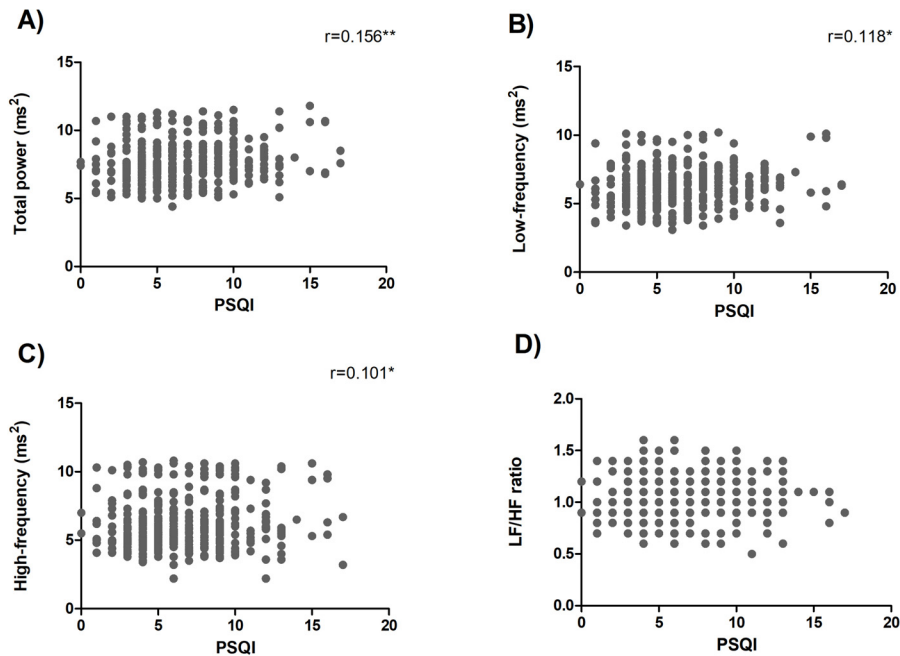 A)
r=0.156**
Total power (ms²)
15
10
5
0
0 5 10 15 20
PSQI
B)
r=0.118*
Low-frequency (ms²)
15
10
5
0
0 5 10 15 20
PSQI
C)
r=0.101*
High-frequency (ms²)
15
10
5
0
0 5 10 15 20
PSQI
D)
LF/HF ratio
2.0
1.5
1.0
0.5
0.0
0 5 10 15 20
PSQI